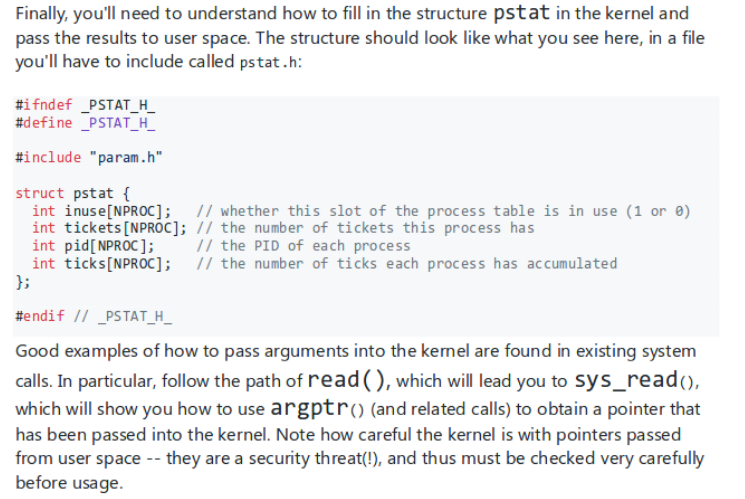 Finally, you'll need to understand how to fill in the structure pstat in the kernel and
pass the results to user space. The structure should look like what you see here, in a file
you'll have to include called pstat.h:
#ifndef _PSTAT_H_
#define _PSTAT_H_
#include "param.h"
struct pstat {
  int inuse[NPROC];   // whether this slot of the process table is in use (1 or 0)
  int tickets[NPROC]; // the number of tickets this process has
  int pid[NPROC];     // the PID of each process
  int ticks[NPROC];   // the number of ticks each process has accumulated
};
#endif // _PSTAT_H_
Good examples of how to pass arguments into the kernel are found in existing system
calls. In particular, follow the path of read(), which will lead you to sys_read(),
which will show you how to use argptr() (and related calls) to obtain a pointer that
has been passed into the kernel. Note how careful the kernel is with pointers passed
from user space -- they are a security threat(!), and thus must be checked very carefully
before usage.